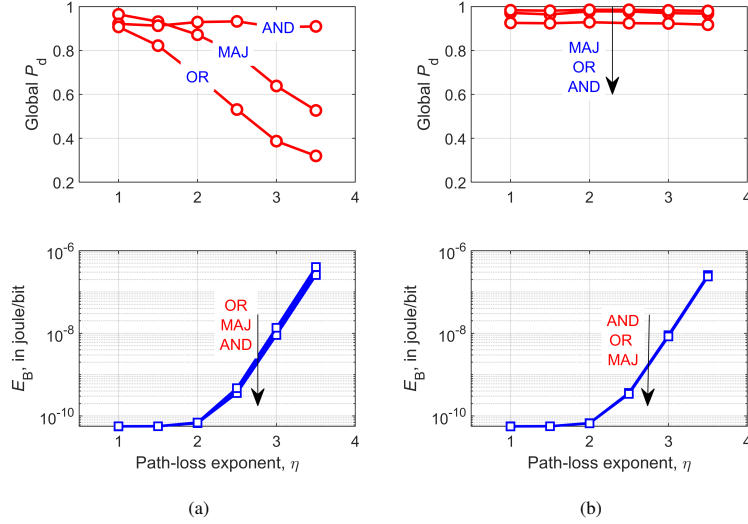 1
0.8
0.6
0.4
0.2
Global P_d
AND
MAJ
OR
1 2 3 4
1
0.8
0.6
0.4
0.2
Global P_d
MAJ
OR
AND
1 2 3 4
10^-6
10^-8
10^-10
E_B, in joule/bit
OR
MAJ
AND
1 2 3 4
Path-loss exponent, η
10^-6
10^-8
10^-10
E_B, in joule/bit
AND
OR
MAJ
1 2 3 4
Path-loss exponent, η
(a)
(b)